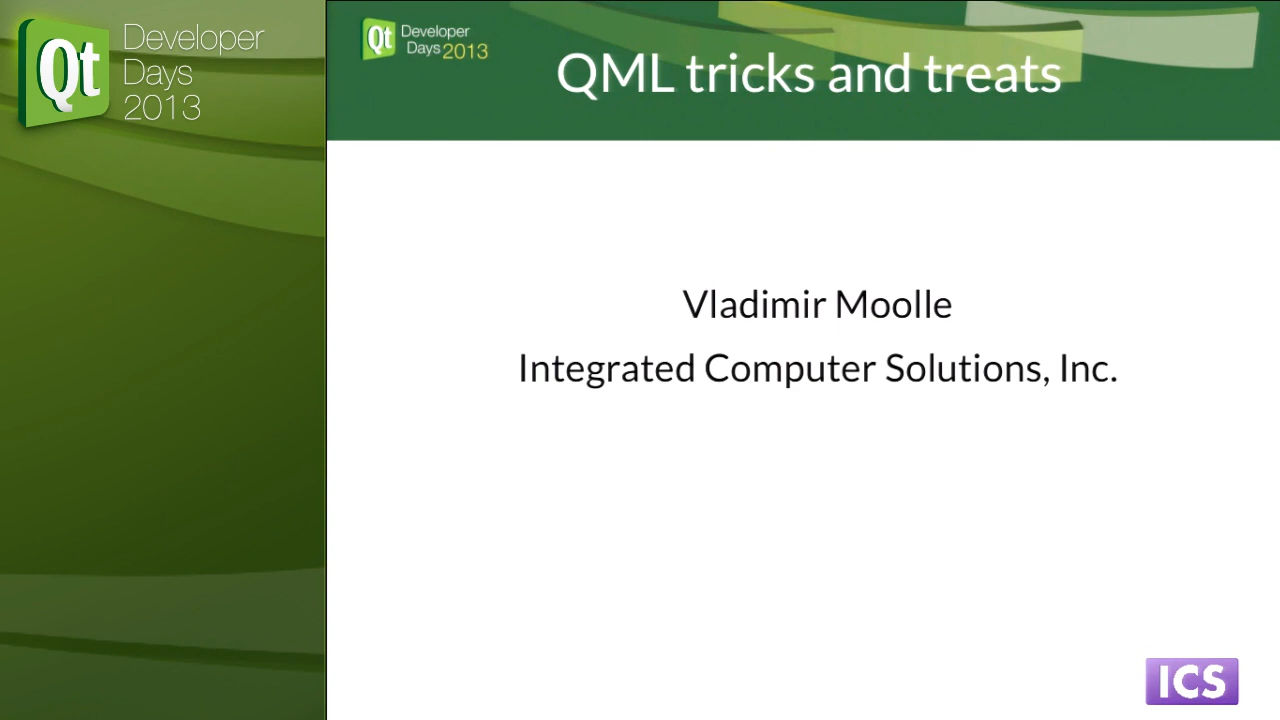 Qt
Developer
Days
2013
Qt
Developer
Days 2013
QML tricks and treats
Vladimir Moolle
Integrated Computer Solutions, Inc.
ICS